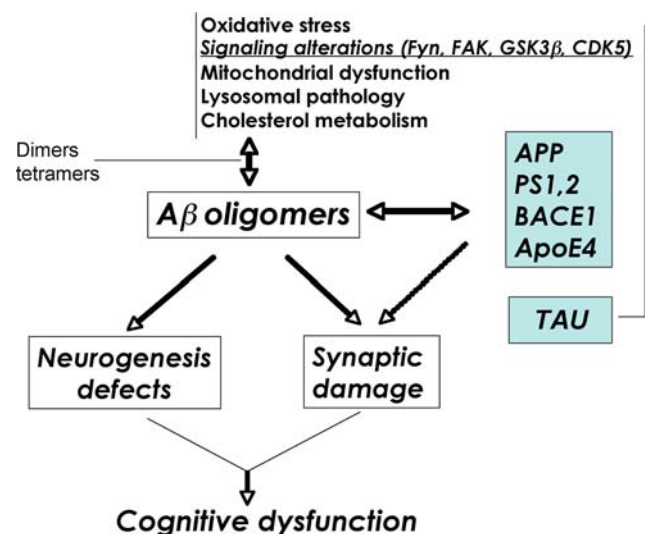 Oxidative stress
Signaling alterations (Fyn, FAK, GSK3β, CDK5)
Mitochondrial dysfunction
Lysosomal pathology
Cholesterol metabolism
Dimers
tetramers
Aβ oligomers
APP
PS1,2
BACE1
ApoE4
TAU
Neurogenesis
defects
Synaptic
damage
Cognitive dysfunction